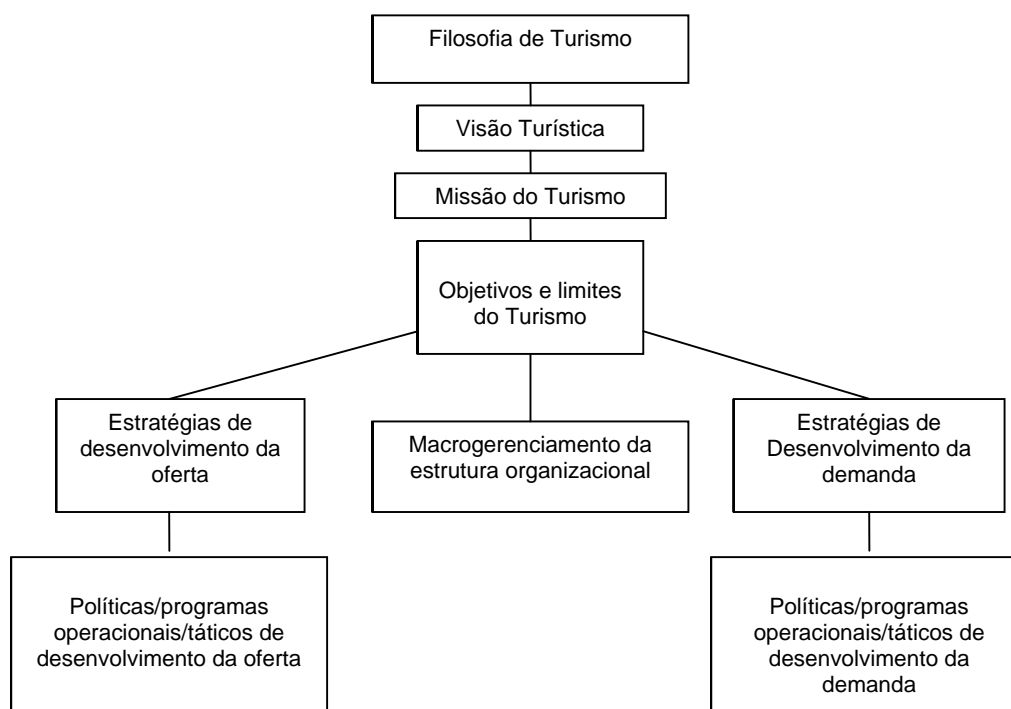 Filosofia de Turismo
Visão Turística
Missão do Turismo
Objetivos e limites
do Turismo
Estratégias de
desenvolvimento da
oferta
Macrogerenciamento da
estrutura organizacional
Estratégias de
Desenvolvimento da
demanda
Políticas/programas
operacionais/táticos de
desenvolvimento da oferta
Políticas/programas
operacionais/táticos de
desenvolvimento da
demanda